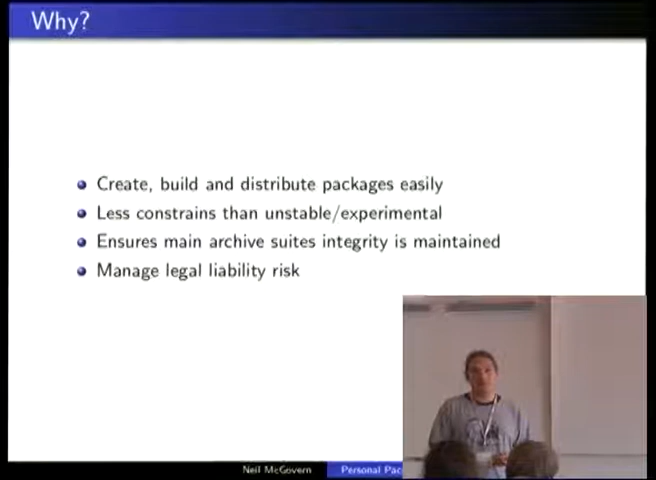 Why?
Create, build and distribute packages easily
Less constrains than unstable/experimental
Ensures main archive suites integrity is maintained
Manage legal liability risk
Neil McGovern
Personal